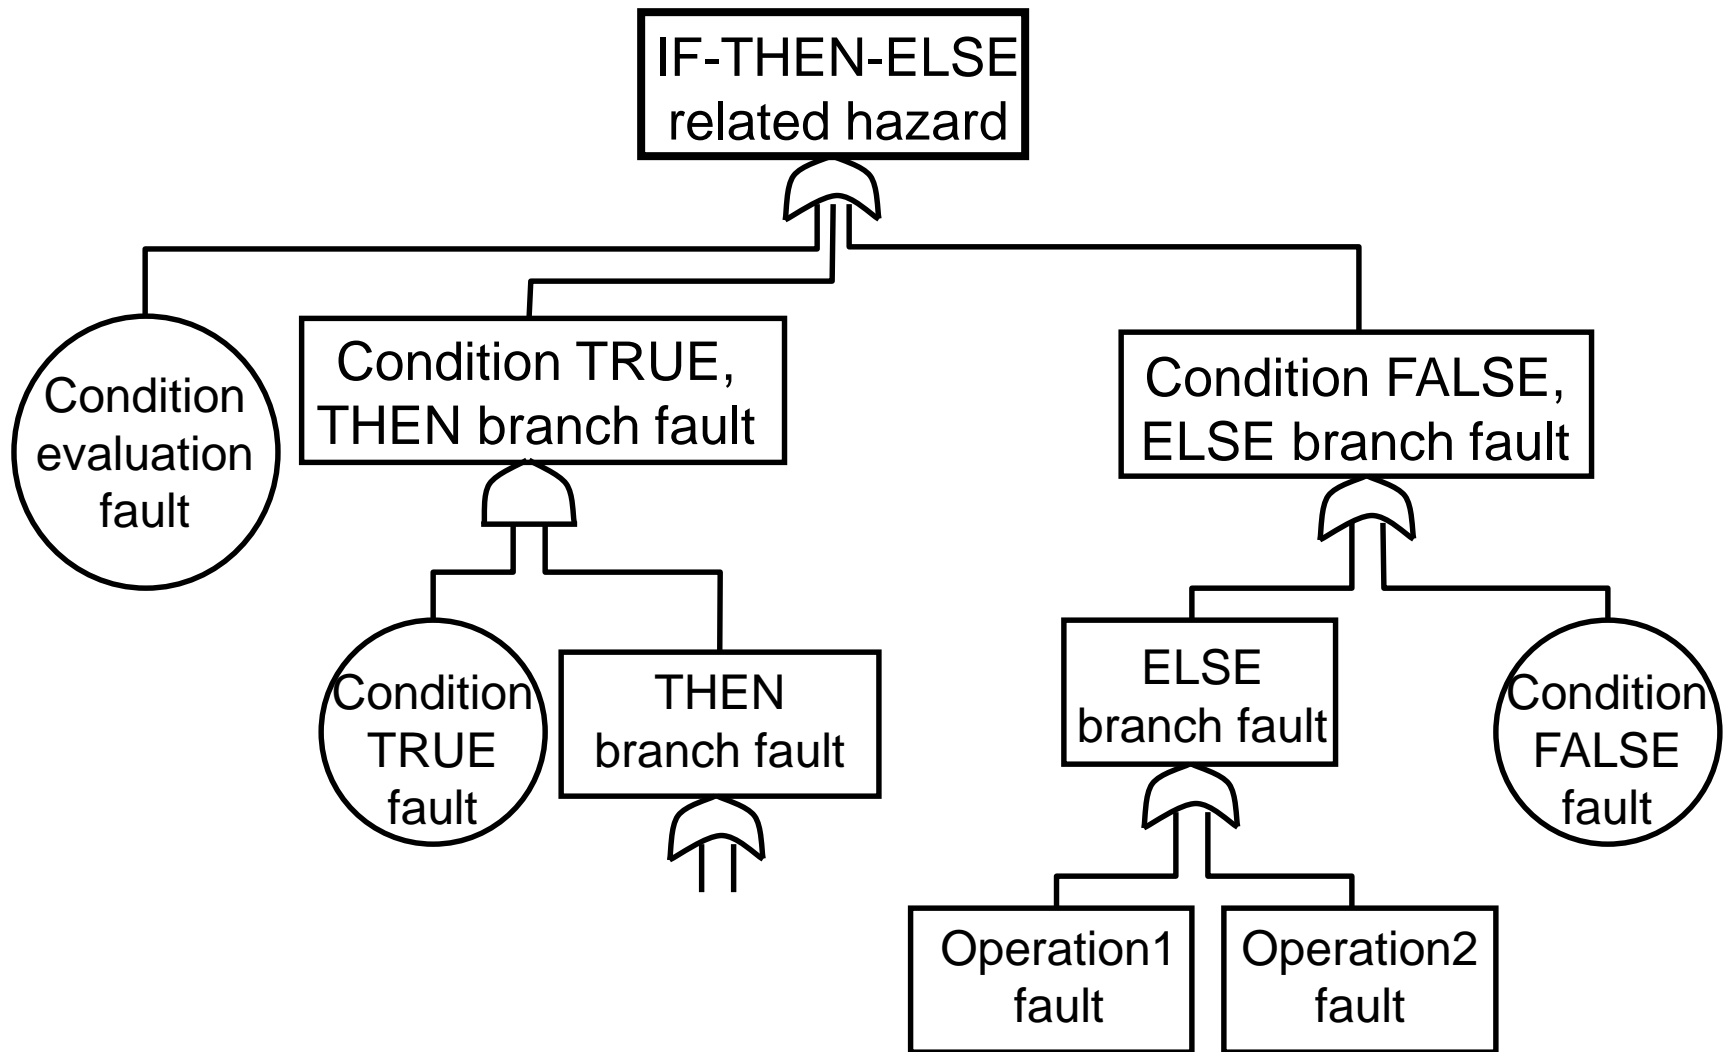 IF-THEN-ELSE
related hazard
Condition
evaluation
fault
Condition TRUE,
THEN branch fault
Condition FALSE,
ELSE branch fault
Condition
TRUE
fault
THEN
branch fault
ELSE
branch fault
Condition
FALSE
fault
Operation1
fault
Operation2
fault